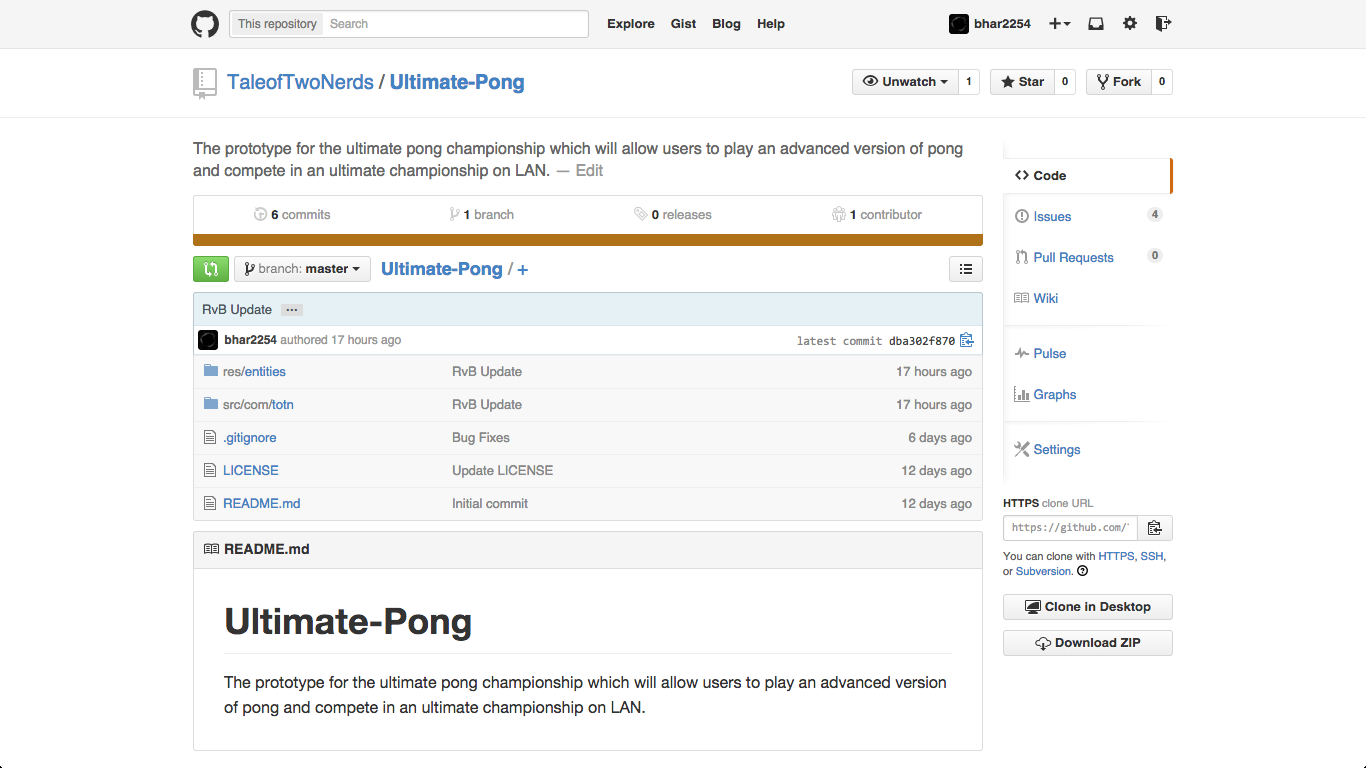 This repository Search Explore Gist Blog Help bhar2254
TaleofTwoNerds / Ultimate-Pong Unwatch 1 Star 0 Fork 0
The prototype for the ultimate pong championship which will allow users to play an advanced version of pong
and compete in an ultimate championship on LAN. — Edit
6 commits 1 branch 0 releases 1 contributor
branch: master Ultimate-Pong / +
RvB Update ...
bhar2254 authored 17 hours ago latest commit dba302f870
res/entities RvB Update 17 hours ago
src/com/totn RvB Update 17 hours ago
.gitignore Bug Fixes 6 days ago
LICENSE Update LICENSE 12 days ago
README.md Initial commit 12 days ago
README.md
Ultimate-Pong
The prototype for the ultimate pong championship which will allow users to play an advanced version
of pong and compete in an ultimate championship on LAN.
Code
Issues 4
Pull Requests 0
Wiki
Pulse
Graphs
Settings
HTTPS clone URL
https://github.com/
You can clone with HTTPS, SSH,
or Subversion.
Clone in Desktop
Download ZIP